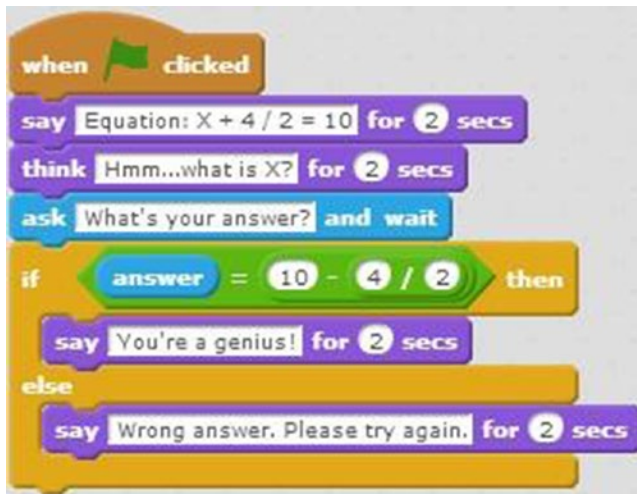 when clicked
say Equation: X + 4 / 2 = 10 for 2 secs
think Hmm...what is X? for 2 secs
ask What's your answer? and wait
if answer = 10 - 4 / 2 then
say You're a genius! for 2 secs
else
say Wrong answer. Please try again. for 2 secs